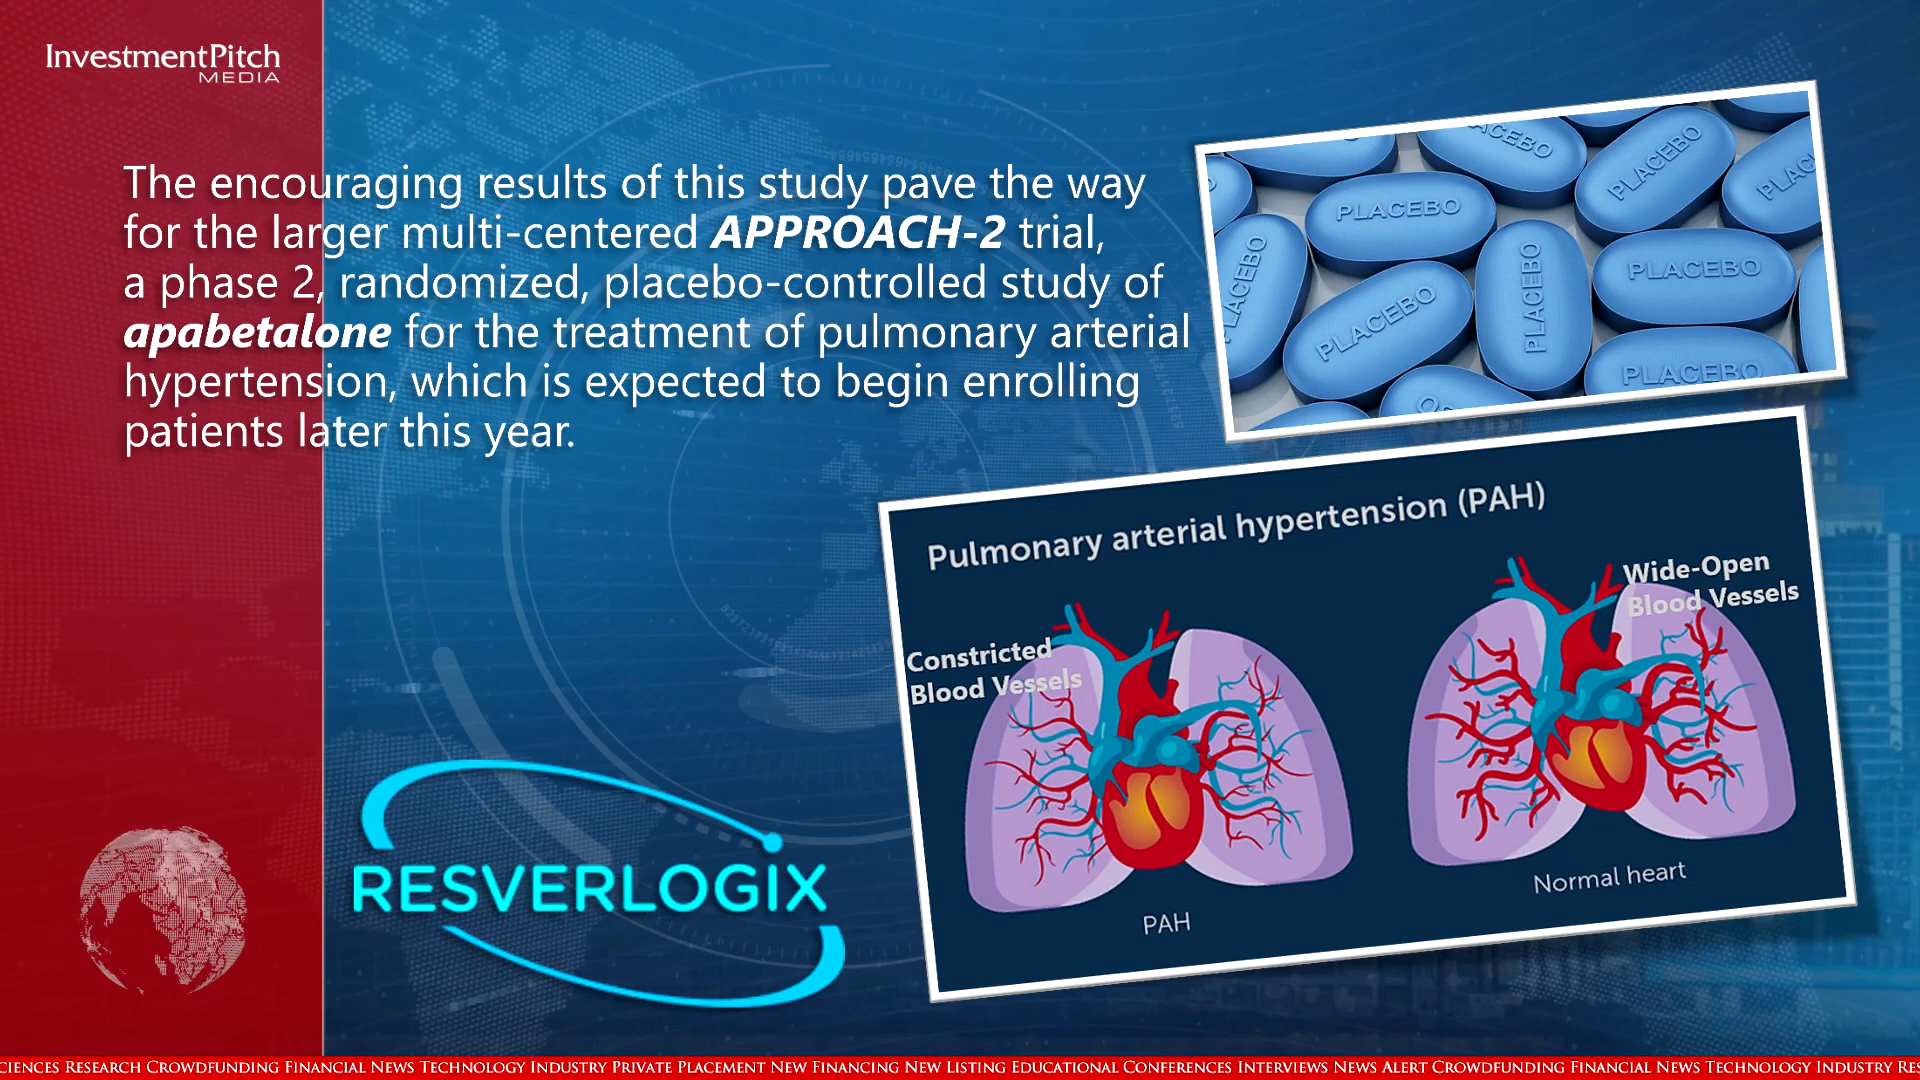 InvestmentPitch
MEDIA
The encouraging results of this study pave the way
for the larger multi-centered APPROACH-2 trial,
a phase 2, randomized, placebo-controlled study of
apabetalone for the treatment of pulmonary arterial
hypertension, which is expected to begin enrolling
patients later this year.
PLACEBO
PLACEBO
PLACEBO
PLACEBO
PLACEBO
PLACEBO
PLACEBO
Pulmonary arterial hypertension (PAH)
Wide-Open
Blood Vessels
Constricted
Blood Vessels
Normal heart
PAH
RESVERLOGIX
CIENCES RESEARCH CROWDFUNDING FINANCIAL NEWS TECHNOLOGY INDUSTRY PRIVATE PLACEMENT NEW FINANCING NEW LISTING EDUCATIONAL CONFERENCES INTERVIEWS NEWS ALERT CROWDFUNDING FINANCIAL NEWS TECHNOLOGY INDUSTRY RES